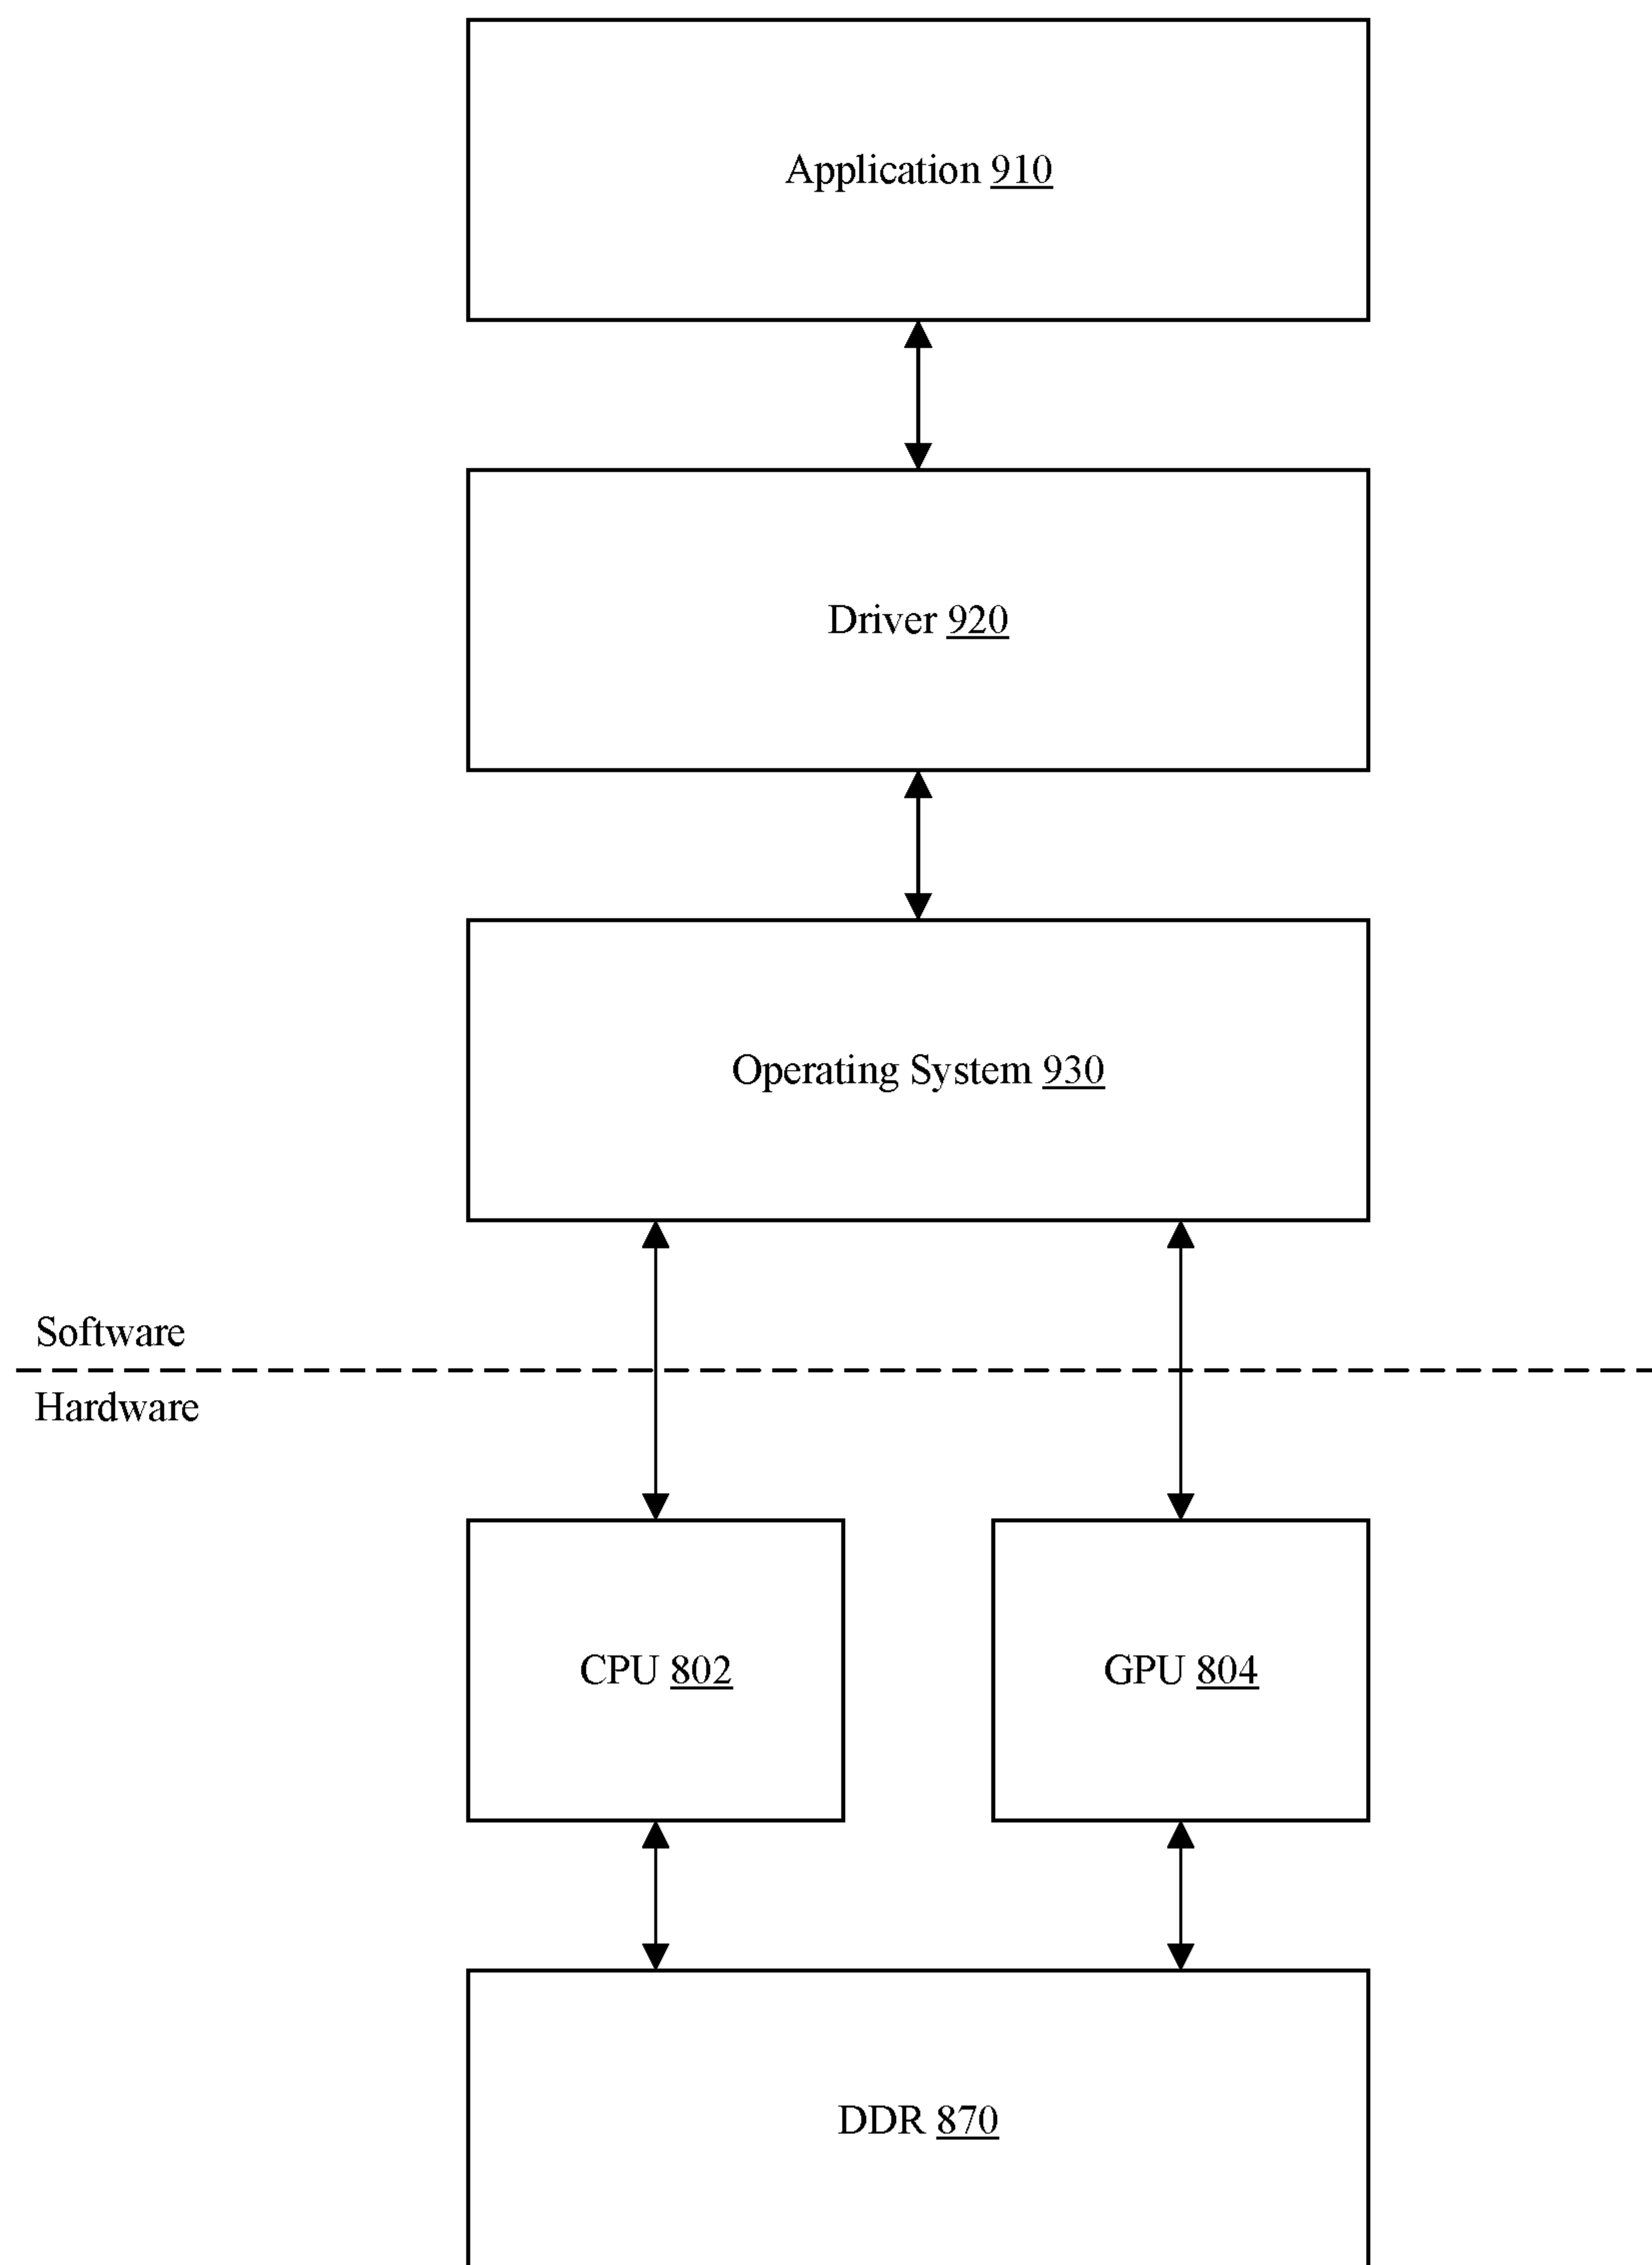 Application 910
Driver 920
Operating System 930
Software
Hardware
CPU 802
GPU 804
DDR 870